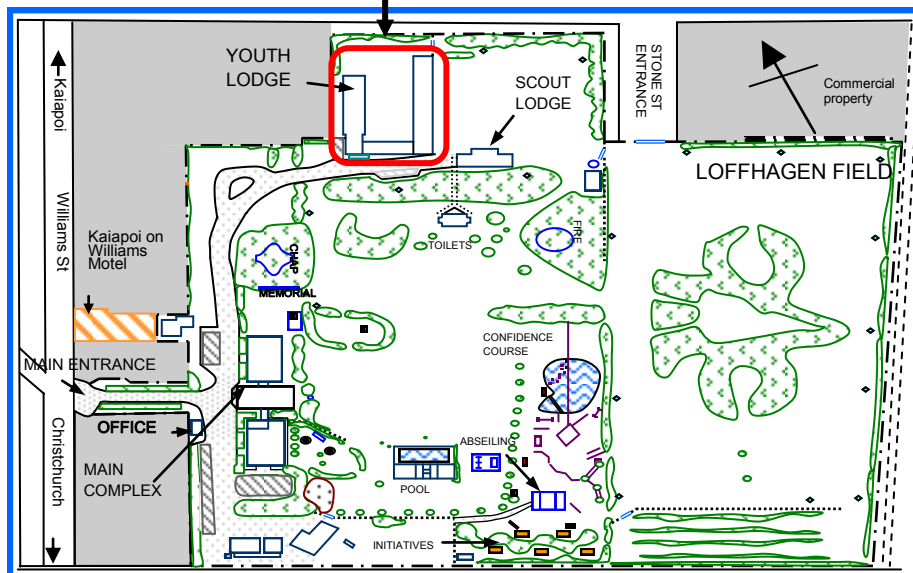 YOUTH
LODGE
SCOUT
LODGE
STONE ST
ENTRANCE
Commercial
property
Kaiapoi
Williams St
LOFFHAGEN FIELD
Kaiapoi on
Williams
Motel
CHAP
MEMORIAL
TOILETS
FIRE
CONFIDENCE
COURSE
MAIN ENTRANCE
OFFICE
MAIN
COMPLEX
ABSEILING
POOL
Christchurch
INITIATIVES